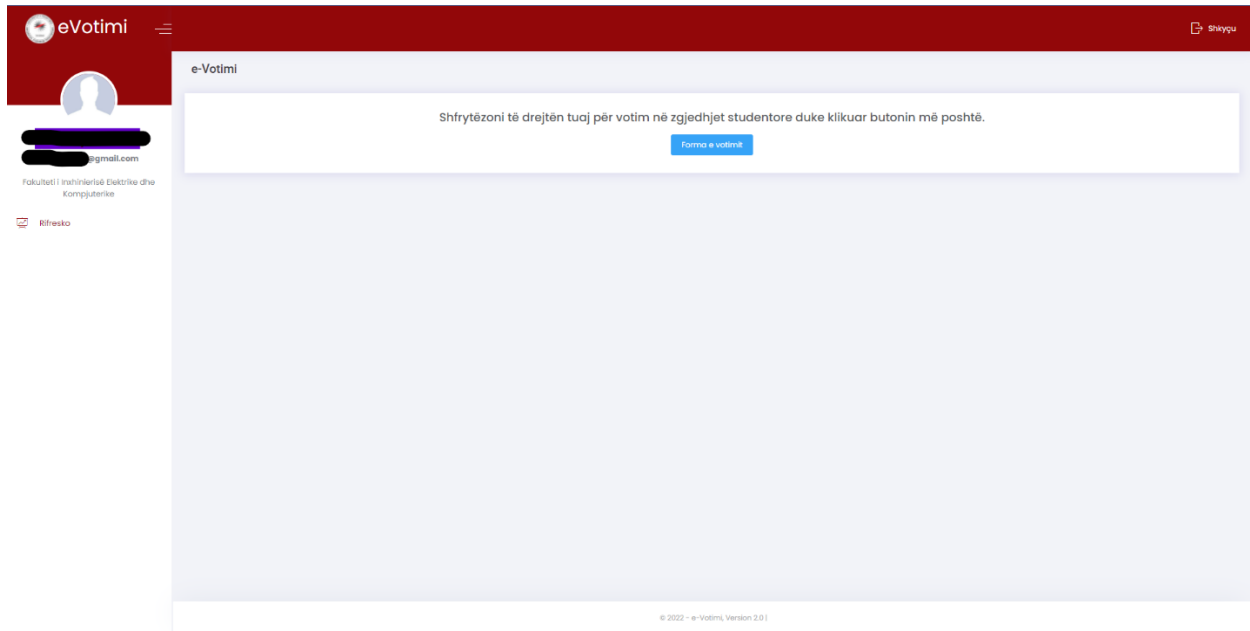 eVotimi
Shkyçu
e-Votimi
Shfrytëzoni të drejtën tuaj për votim në zgjedhjet studentore duke klikuar butonin më poshtë.
Forma e votimit
@gmail.com
Fakulteti i Inxhinierisë Elektrike dhe
Kompjuterike
Rifresko
© 2022 - e-Votimi, Version 2.0 |